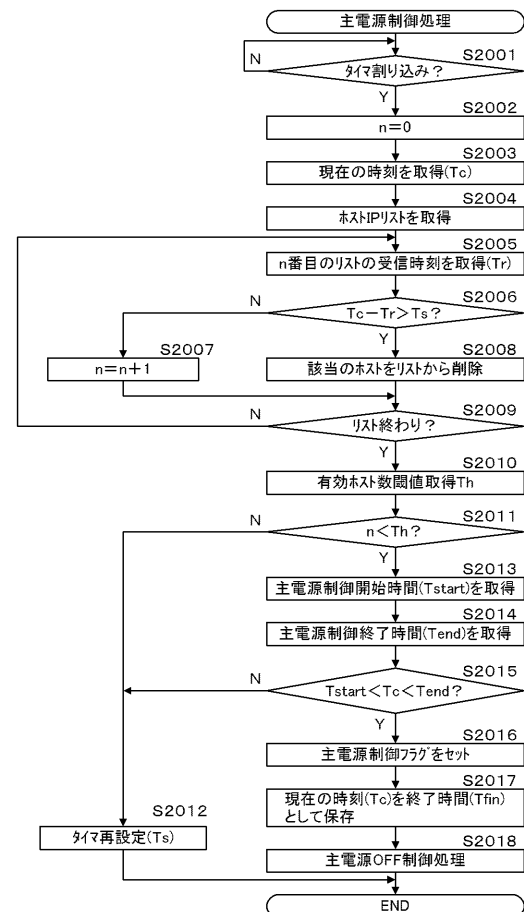 主電源制御処理
S2001
N
タイマ割り込み？
Y
S2002
n＝0
S2003
現在の時刻を取得(Tc)
S2004
ホストIPリストを取得
S2005
n番目のリストの受信時刻を取得(Tr)
S2006
N
Tc－Tr＞Ts？
Y
S2007
n＝n＋1
S2008
該当のホストをリストから削除
S2009
N
リスト終わり？
Y
S2010
有効ホスト数閾値取得Th
S2011
N
n＜Th？
Y
S2013
主電源制御開始時間(Tstart)を取得
S2014
主電源制御終了時間(Tend)を取得
S2015
N
Tstart＜Tc＜Tend？
Y
S2016
主電源制御フラグをセット
S2017
現在の時刻(Tc)を終了時間(Tfin)
として保存
S2012
タイマ再設定(Ts)
S2018
主電源OFF制御処理
END